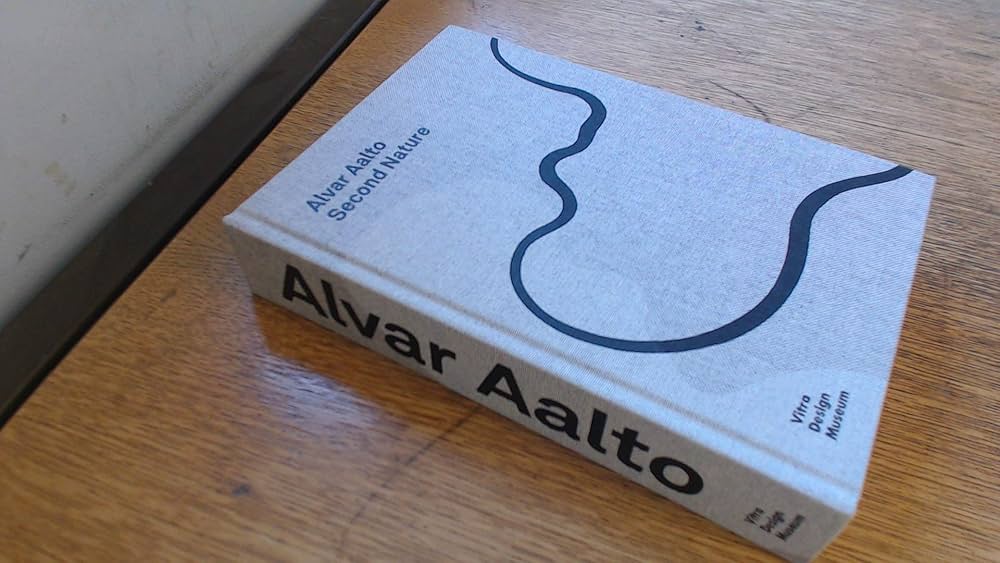 Alvar Aalto
Second Nature
Vitra
Design
Museum
Alvar Aalto
Vitra
Design
Museum